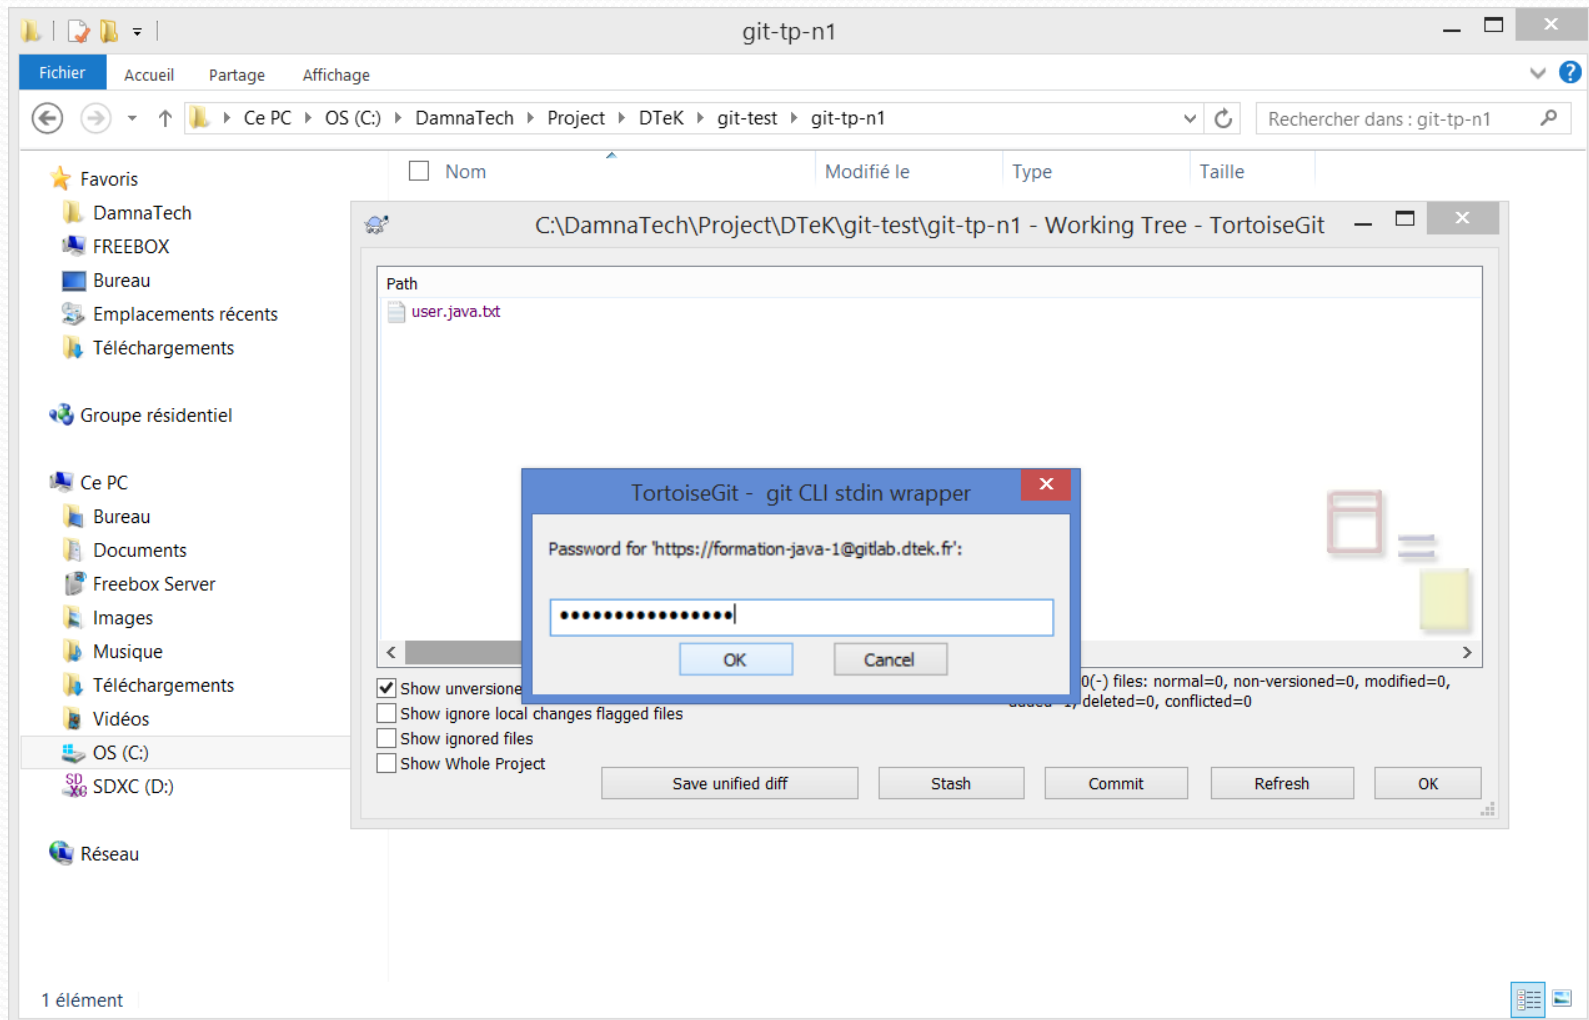 git-tp-n1
Fichier Accueil Partage Affichage
Ce PC OS (C:) DamnaTech Project DTeK git-test git-tp-n1
Rechercher dans : git-tp-n1
Nom Modifié le Type Taille
Favoris
DamnaTech
FREEBOX
Bureau
Emplacements récents
Téléchargements
Groupe résidentiel
Ce PC
Bureau
Documents
Freebox Server
Images
Musique
Téléchargements
Vidéos
OS (C:)
SDXC (D:)
Réseau
1 élément
C:\DamnaTech\Project\DTeK\git-test\git-tp-n1 - Working Tree - TortoiseGit
Path
user.java.txt
TortoiseGit - git CLI stdin wrapper
Password for 'https://formation-java-1@gitlab.dtek.fr':
OK Cancel
Show unversione
0(-) files: normal=0, non-versioned=0, modified=0,
deleted=0, conflicted=0
Show ignore local changes flagged files
Show ignored files
Show Whole Project
Save unified diff Stash Commit Refresh OK